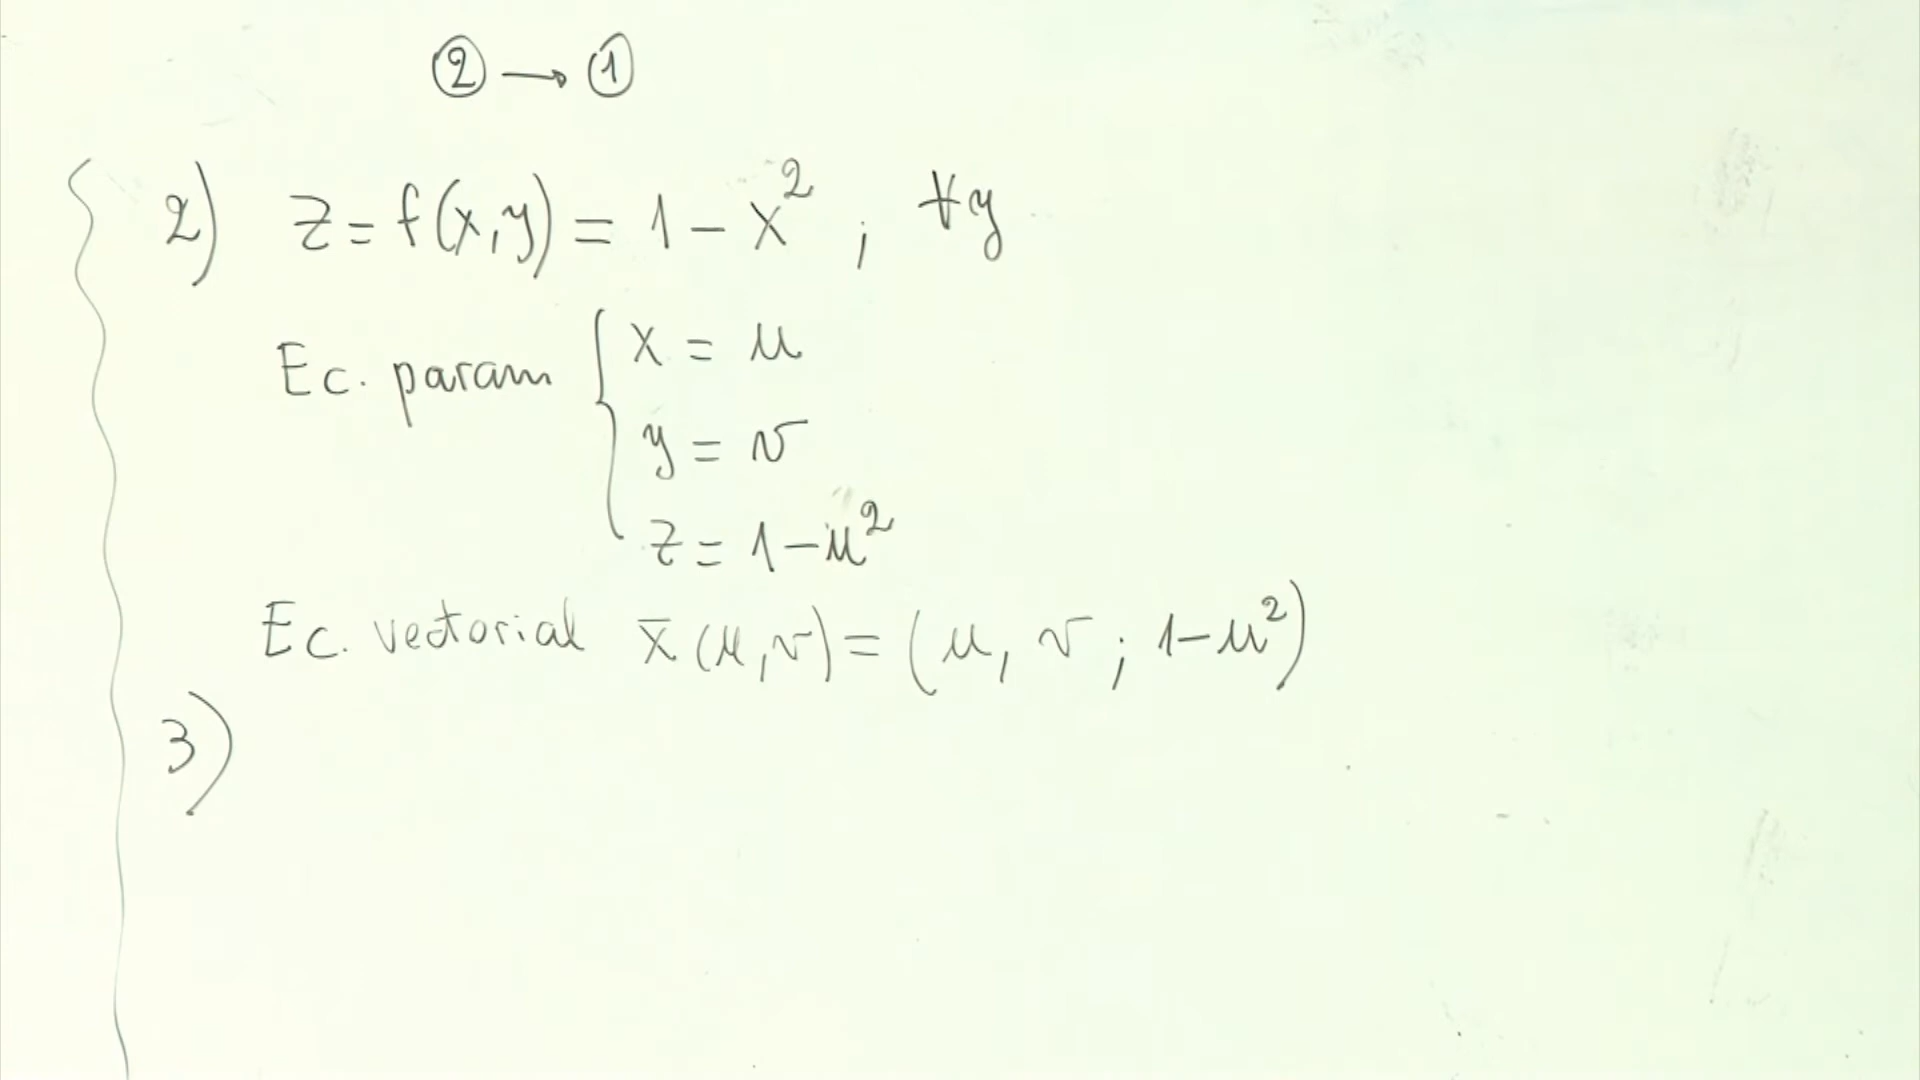 ② → ①
2) z = f(x,y) = 1 - x² ; ∀y
Ec. param { x = u
y = v
z = 1 - u²
Ec. vectorial x̄(u,v) = (u, v ; 1-u²)
3)